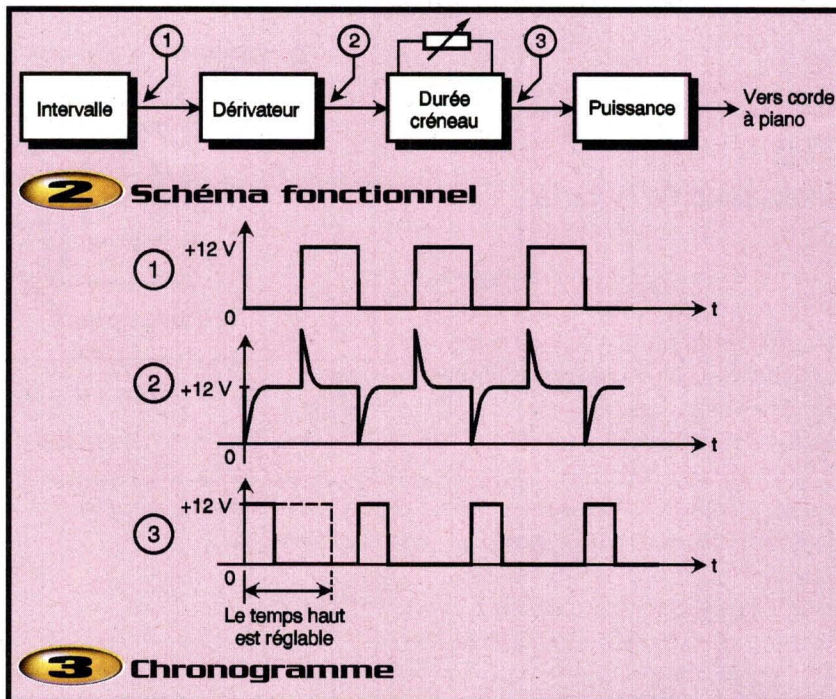 1
2
3
Intervalle
Dérivateur
Durée
créneau
Puissance
Vers corde
à piano
2 Schéma fonctionnel
+12 V
1
0
t
2
+12 V
0
t
+12 V
3
0
t
Le temps haut
est réglable
3 Chronogramme